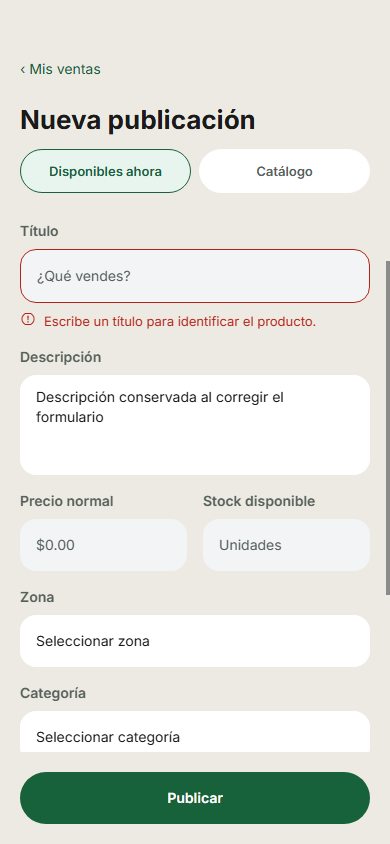 ‹ Mis ventas
Nueva publicación
Disponibles ahora
Catálogo
Título
¿Qué vendes?
Escribe un título para identificar el producto.
Descripción
Descripción conservada al corregir el
formulario
Precio normal
Stock disponible
$0.00
Unidades
Zona
Seleccionar zona
Categoría
Seleccionar categoría
Publicar